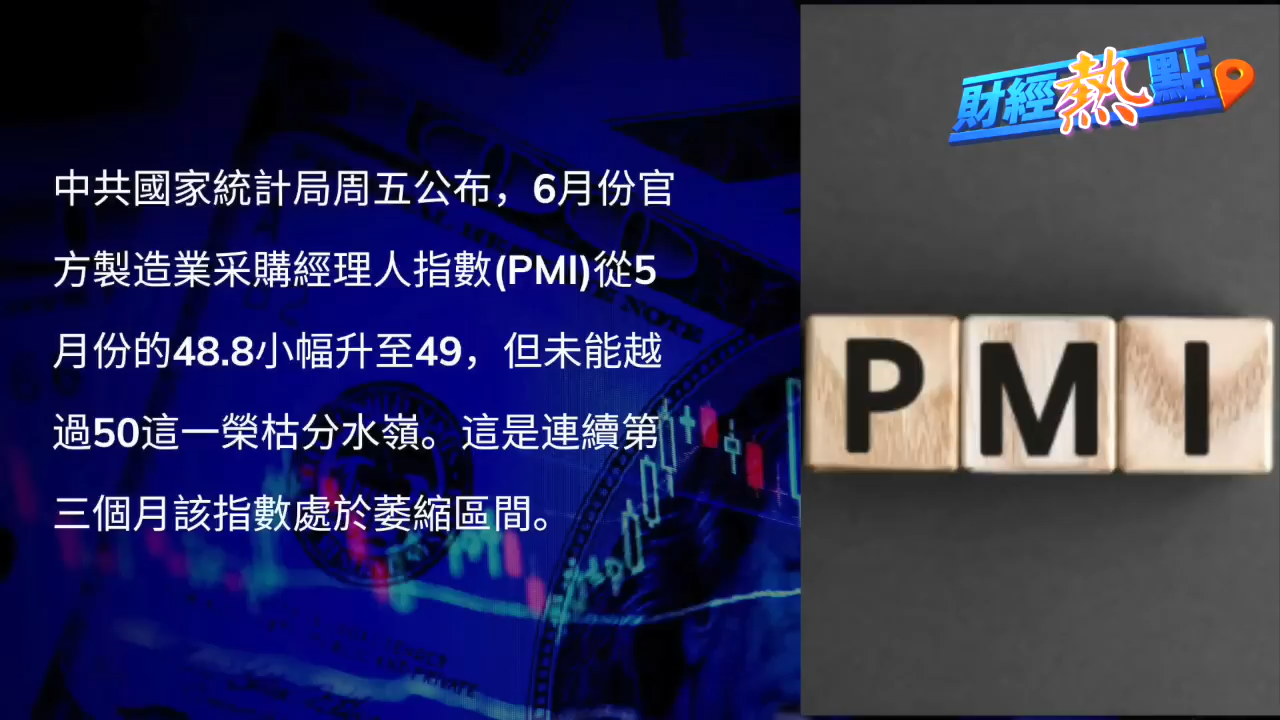 財經熱點
中共國家統計局周五公布，6月份官
方製造業采購經理人指數(PMI)從5
月份的48.8小幅升至49，但未能越
過50這一榮枯分水嶺。這是連續第
三個月該指數處於萎縮區間。
PMI